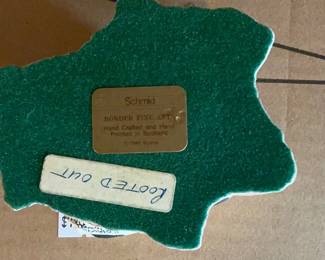 Schmid
BORDER FINE ARTS
Hand Crafted and Hand
Painted in Scotland
ROOTED OUT